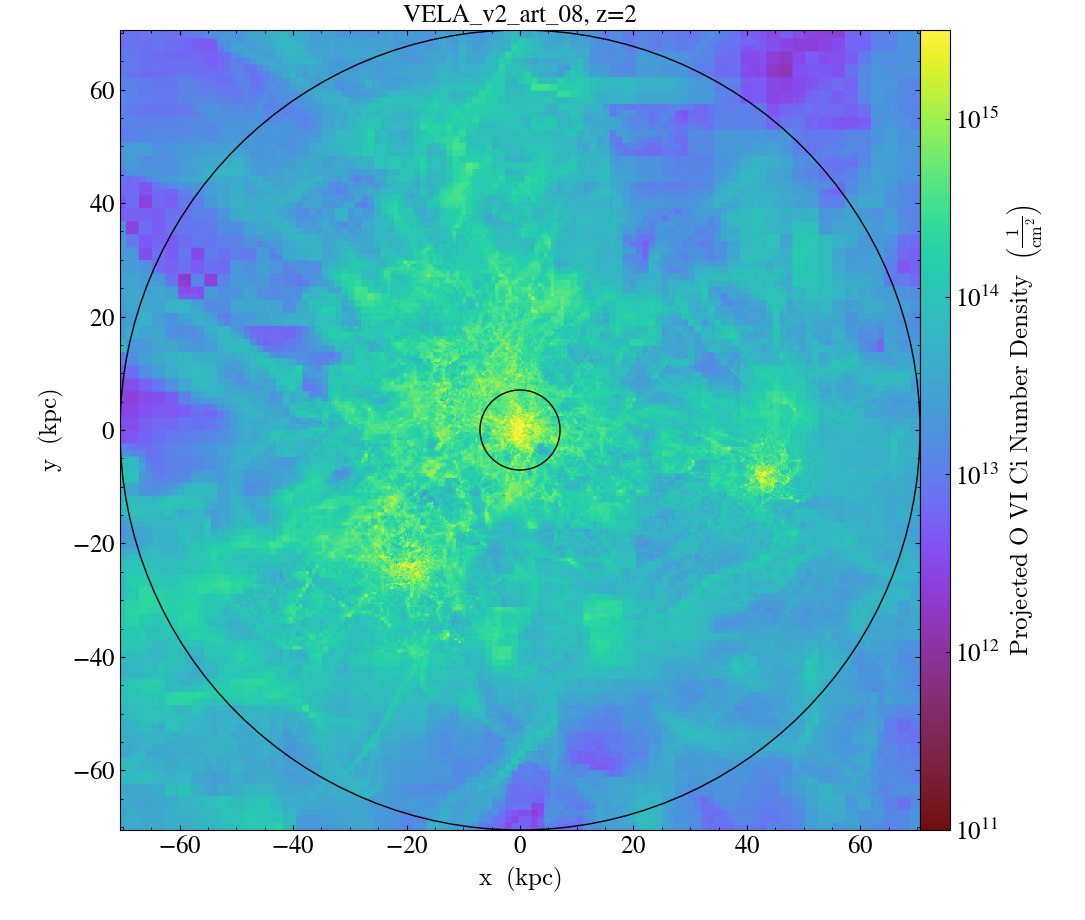 VELA_v2_art_08, z=2
60
40
20
0
−20
−40
−60
y (kpc)
−60 −40 −20 0 20 40 60
x (kpc)
10^15
10^14
10^13
10^12
10^11
Projected O VI Ci Number Density (1/cm^2)